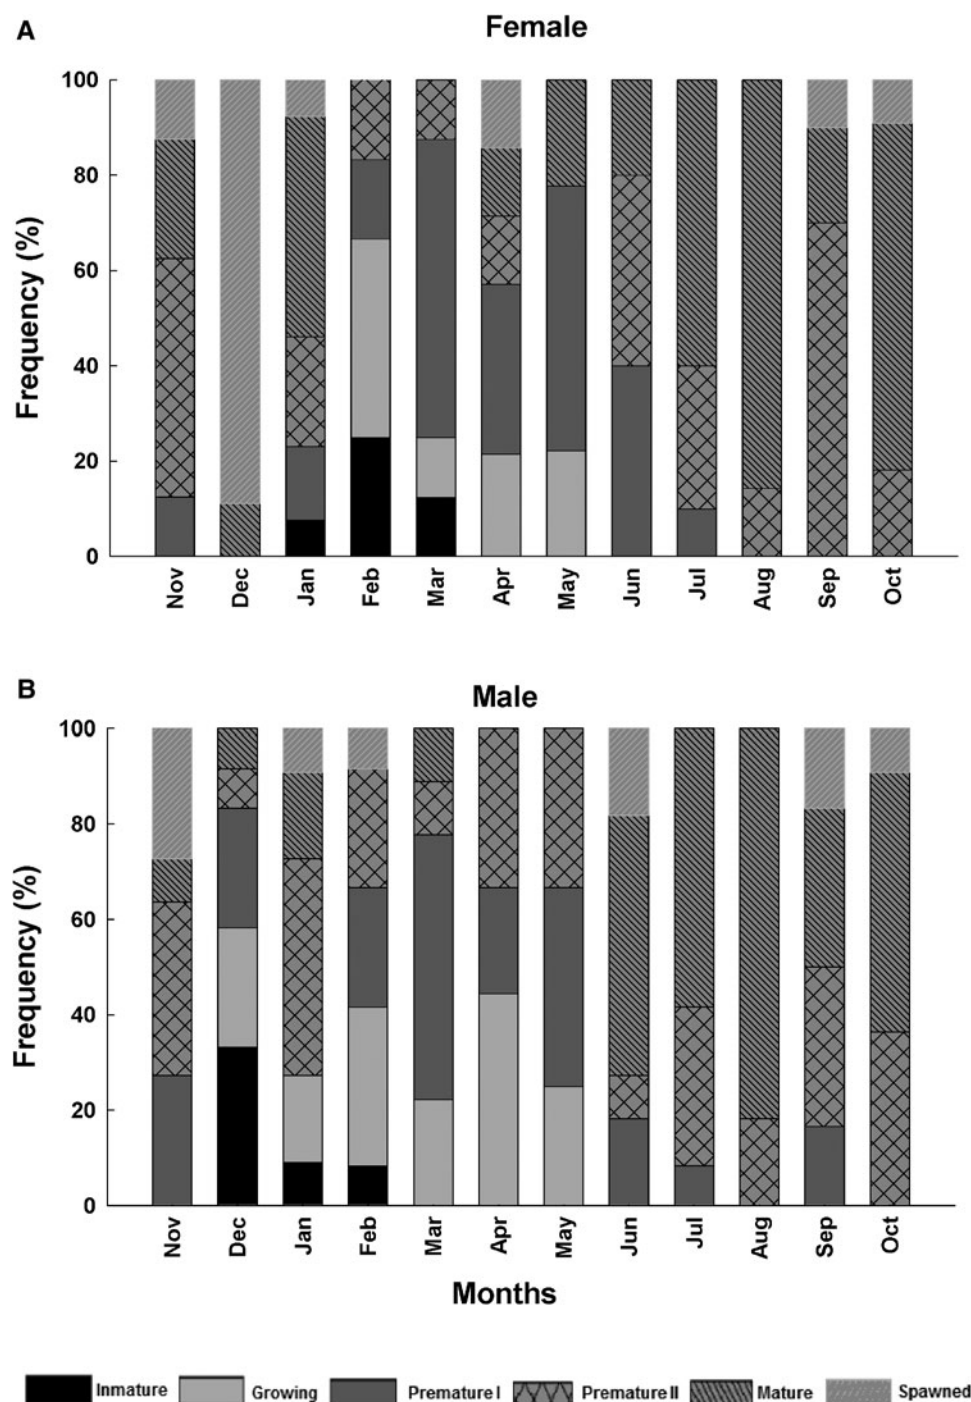 A
Female
Frequency (%)
100
80
60
40
20
0
Nov Dec Jan Feb Mar Apr May Jun Jul Aug Sep Oct
B
Male
Frequency (%)
100
80
60
40
20
0
Nov Dec Jan Feb Mar Apr May Jun Jul Aug Sep Oct
Months
Inmature Growing Premature I Premature II Mature Spawned